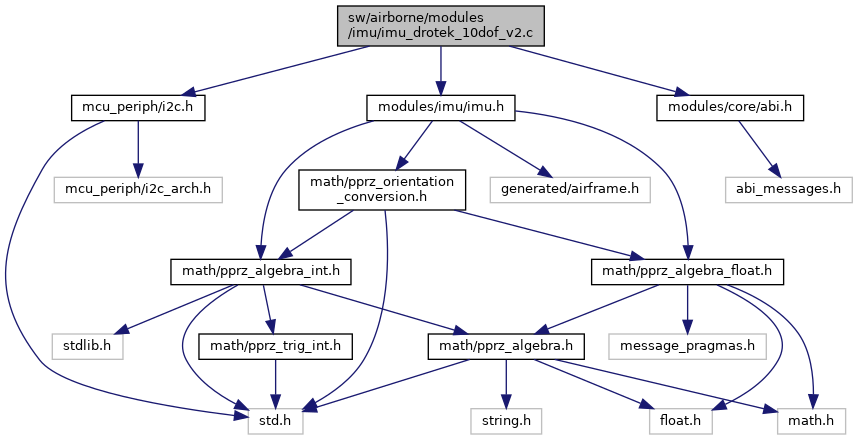 sw/airborne/modules
/imu/imu_drotek_10dof_v2.c
mcu_periph/i2c.h
modules/imu/imu.h
modules/core/abi.h
mcu_periph/i2c_arch.h
math/pprz_orientation
_conversion.h
generated/airframe.h
abi_messages.h
math/pprz_algebra_int.h
math/pprz_algebra_float.h
stdlib.h
math/pprz_trig_int.h
math/pprz_algebra.h
message_pragmas.h
std.h
string.h
float.h
math.h